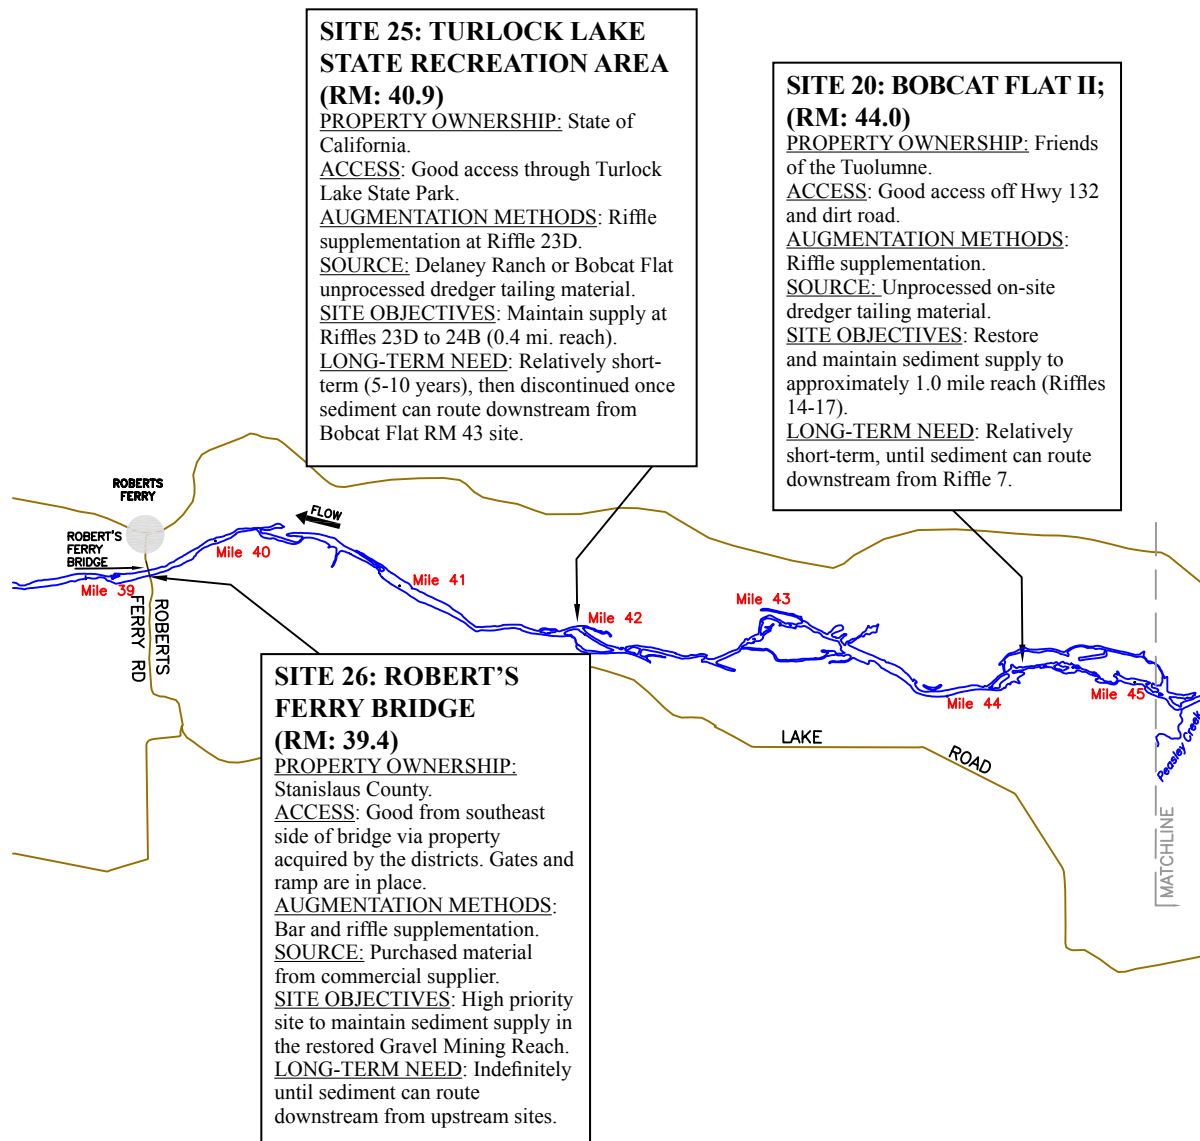 SITE 25: TURLOCK LAKE
STATE RECREATION AREA
(RM: 40.9)
PROPERTY OWNERSHIP: State of
California.
ACCESS: Good access through Turlock
Lake State Park.
AUGMENTATION METHODS: Riffle
supplementation at Riffle 23D.
SOURCE: Delaney Ranch or Bobcat Flat
unprocessed dredger tailing material.
SITE OBJECTIVES: Maintain supply at
Riffles 23D to 24B (0.4 mi. reach).
LONG-TERM NEED: Relatively short-
term (5-10 years), then discontinued once
sediment can route downstream from
Bobcat Flat RM 43 site.
SITE 20: BOBCAT FLAT II;
(RM: 44.0)
PROPERTY OWNERSHIP: Friends
of the Tuolumne.
ACCESS: Good access off Hwy 132
and dirt road.
AUGMENTATION METHODS:
Riffle supplementation.
SOURCE: Unprocessed on-site
dredger tailing material.
SITE OBJECTIVES: Restore
and maintain sediment supply to
approximately 1.0 mile reach (Riffles
14-17).
LONG-TERM NEED: Relatively
short-term, until sediment can route
downstream from Riffle 7.
ROBERTS
FERRY
FLOW
ROBERT'S
FERRY
BRIDGE
Mile 39
Mile 40
Mile 41
Mile 42
Mile 43
Mile 44
Mile 45
ROBERTS
FERRY RD
LAKE
ROAD
Peasley Creek
MATCHLINE
SITE 26: ROBERT'S
FERRY BRIDGE
(RM: 39.4)
PROPERTY OWNERSHIP:
Stanislaus County.
ACCESS: Good from southeast
side of bridge via property
acquired by the districts. Gates and
ramp are in place.
AUGMENTATION METHODS:
Bar and riffle supplementation.
SOURCE: Purchased material
from commercial supplier.
SITE OBJECTIVES: High priority
site to maintain sediment supply in
the restored Gravel Mining Reach.
LONG-TERM NEED: Indefinitely
until sediment can route
downstream from upstream sites.